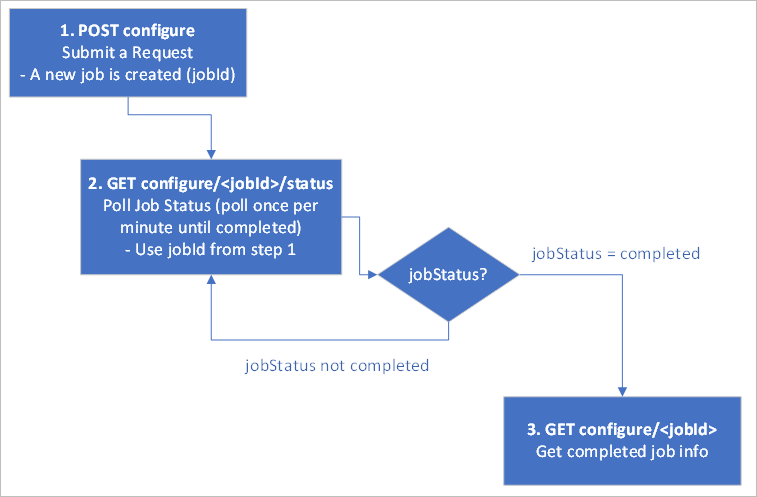 1. POST configure
Submit a Request
- A new job is created (jobId)
2. GET configure/<jobId>/status
Poll Job Status (poll once per
minute until completed)
- Use jobId from step 1
jobStatus?
jobStatus = completed
jobStatus not completed
3. GET configure/<jobId>
Get completed job info